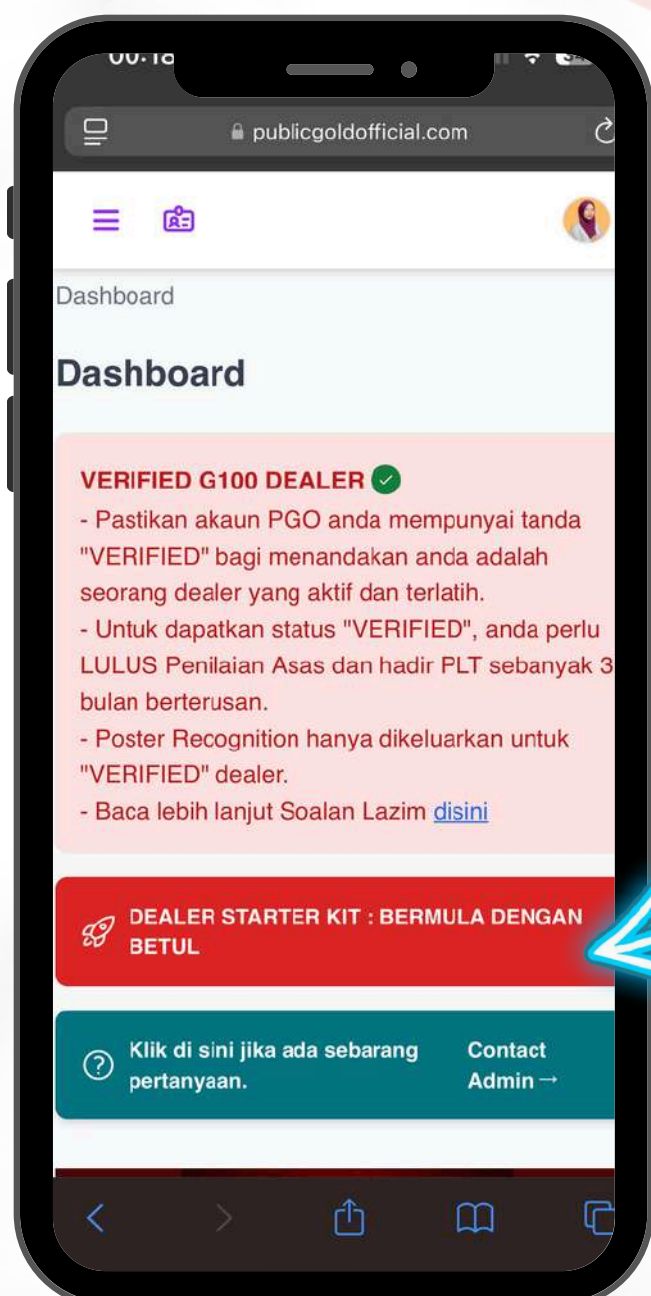 publicgoldofficial.com
Dashboard
Dashboard
VERIFIED G100 DEALER
- Pastikan akaun PGO anda mempunyai tanda
"VERIFIED" bagi menandakan anda adalah
seorang dealer yang aktif dan terlatih.
- Untuk dapatkan status "VERIFIED", anda perlu
LULUS Penilaian Asas dan hadir PLT sebanyak 3
bulan berterusan.
- Poster Recognition hanya dikeluarkan untuk
"VERIFIED" dealer.
- Baca lebih lanjut Soalan Lazim disini
DEALER STARTER KIT : BERMULA DENGAN
BETUL
Klik di sini jika ada sebarang
pertanyaan.
Contact
Admin→